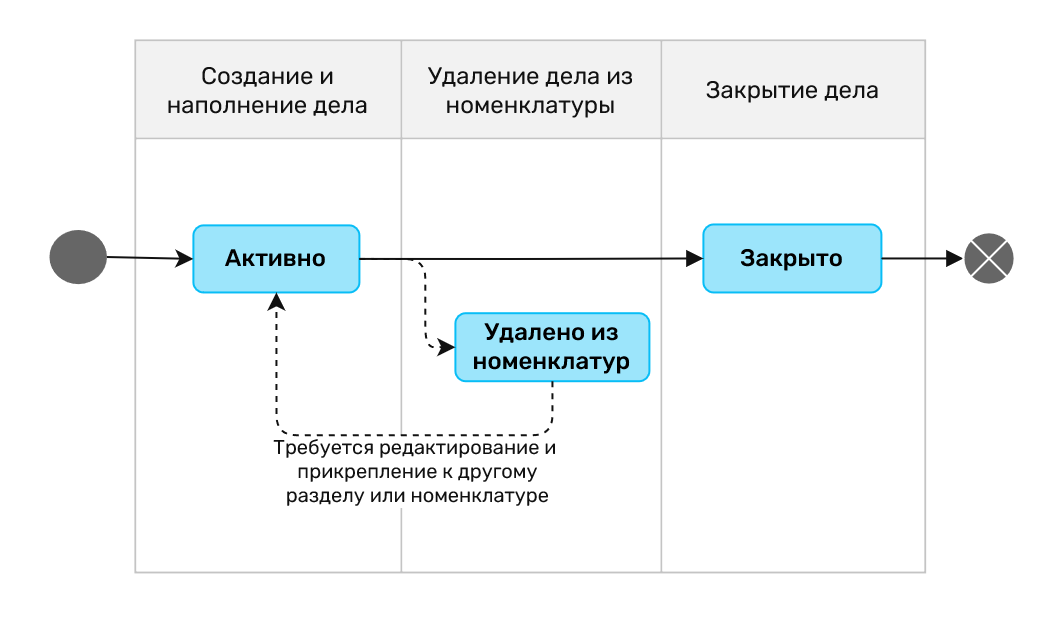 Создание и
наполнение дела
Удаление дела из
номенклатуры
Закрытие дела
Активно
Закрыто
Удалено из
номенклатур
Требуется редактирование и
прикрепление к другому
разделу или номенклатуре